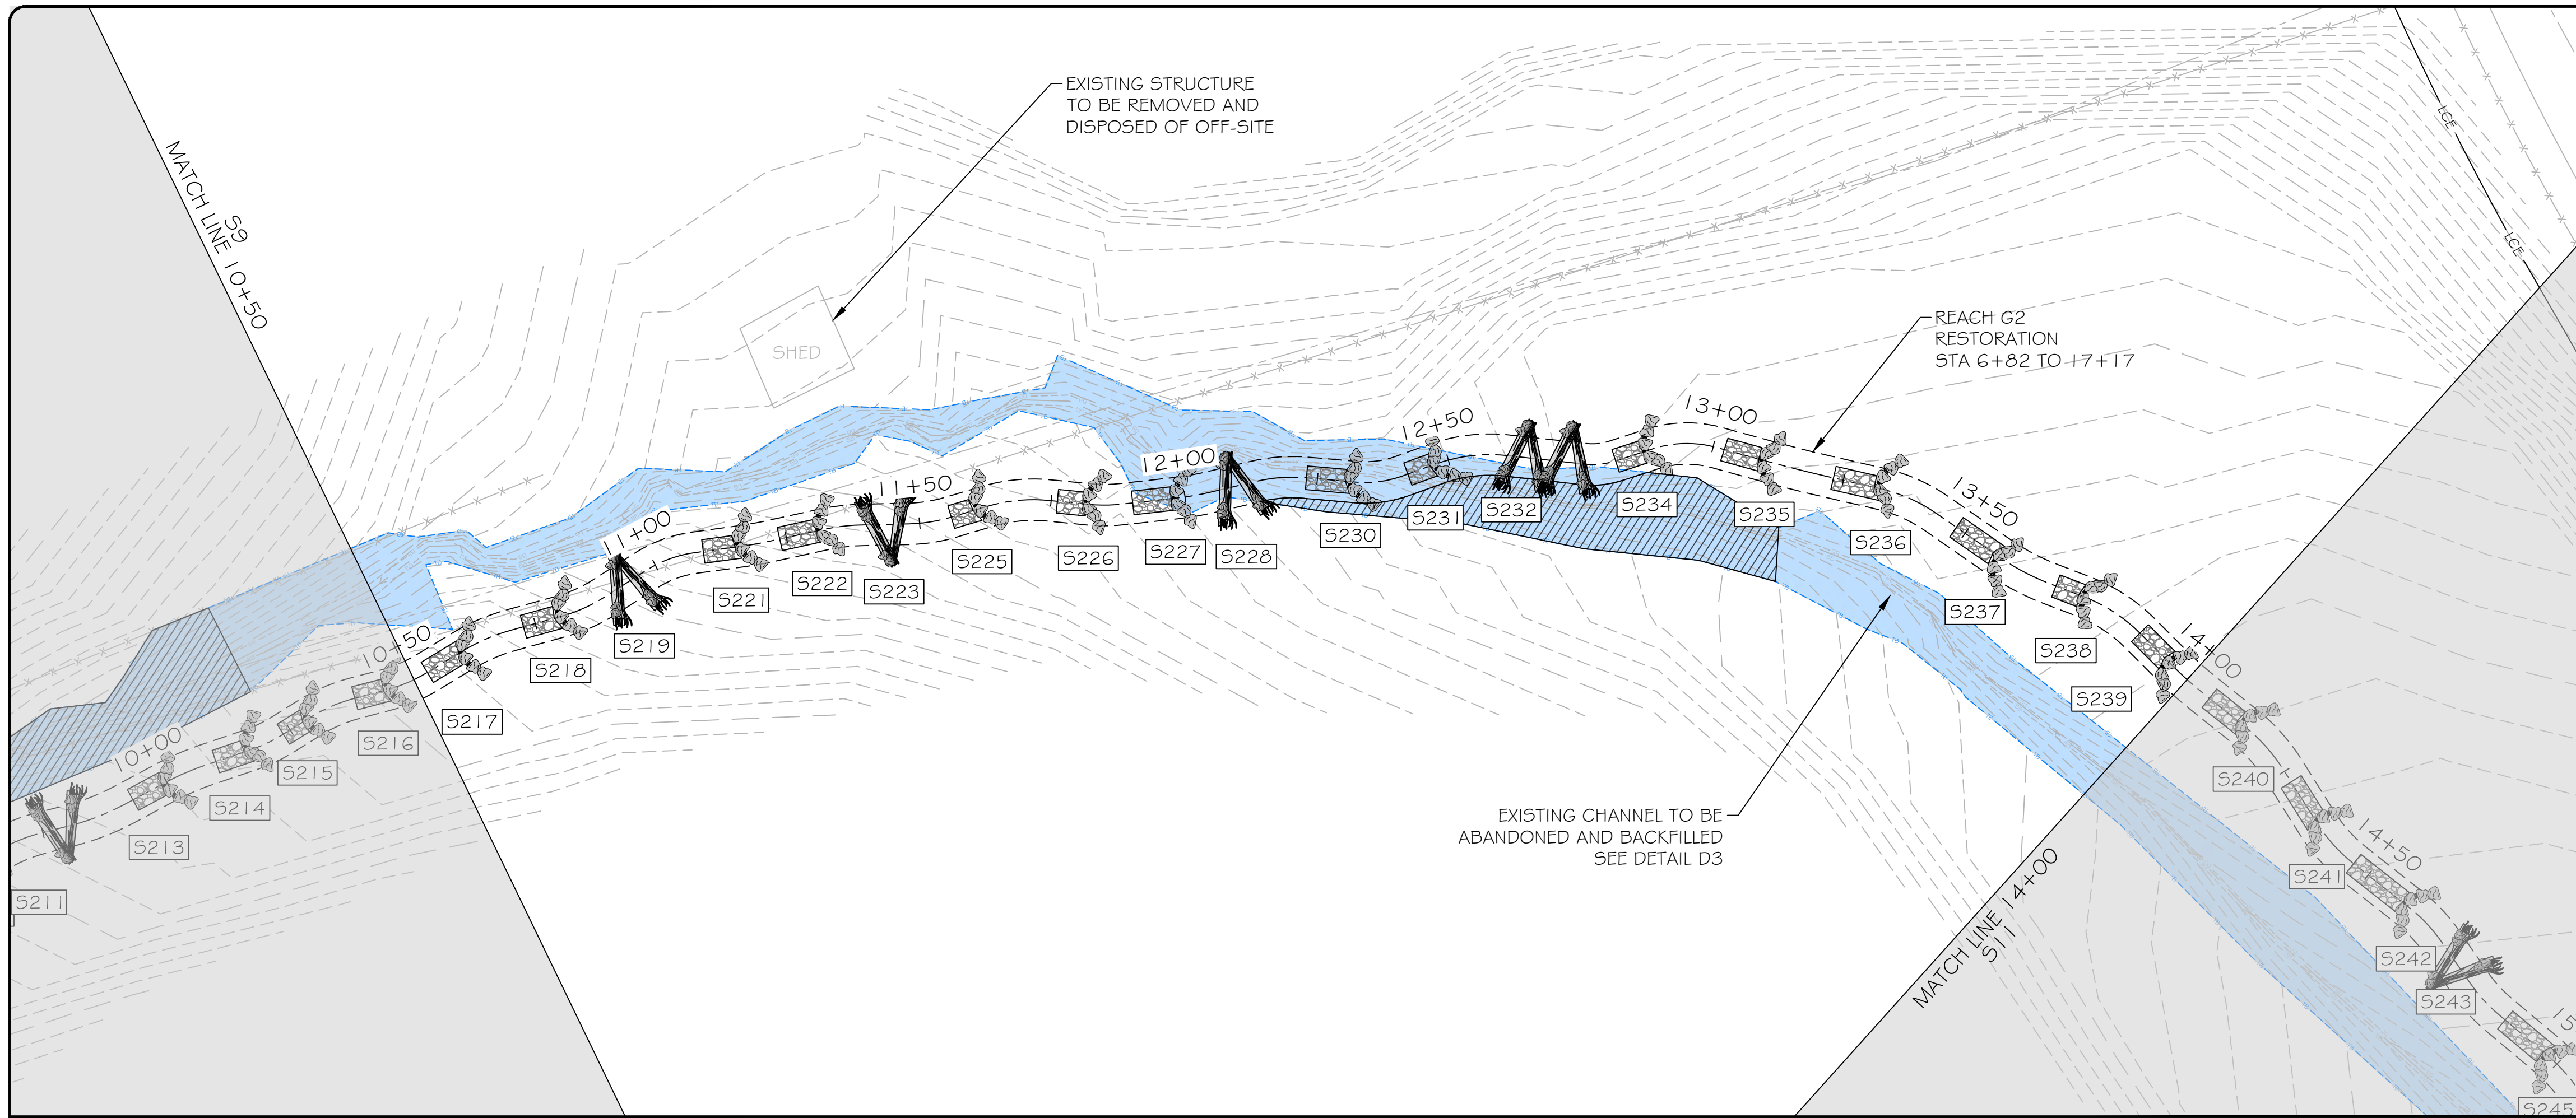 EXISTING STRUCTURE
TO BE REMOVED AND
DISPOSED OF OFF-SITE
S9
MATCH LINE 10+50
SHED
LCE
LCE
REACH G2
RESTORATION
STA 6+82 TO 17+17
10+00
10+50
11+00
11+50
12+00
12+50
13+00
13+50
14+00
14+50
S211
S213
S214
S215
S216
S217
S218
S219
S221
S222
S223
S225
S226
S227
S228
S230
S231
S232
S234
S235
S236
S237
S238
S239
S240
S241
S242
S243
S245
EXISTING CHANNEL TO BE
ABANDONED AND BACKFILLED
SEE DETAIL D3
MATCH LINE 14+00
S11